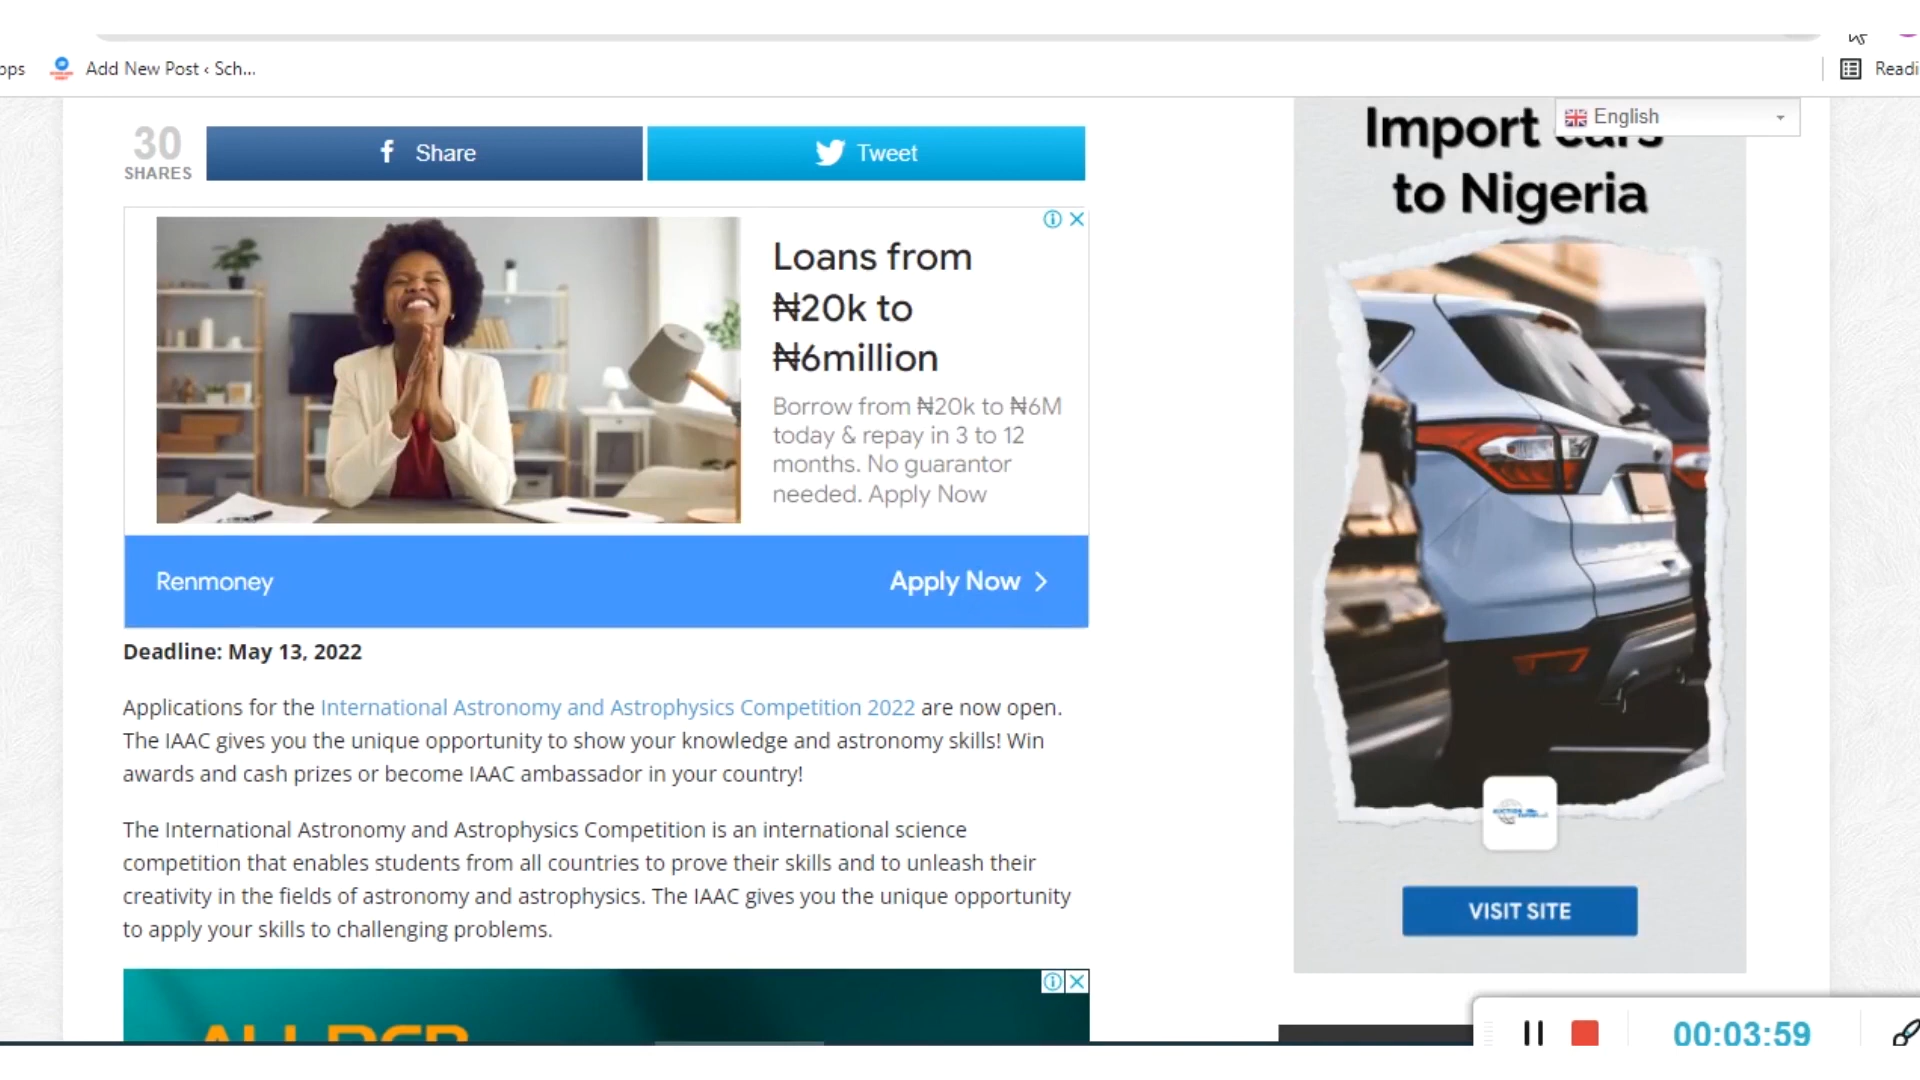 Add New Post ‹ Sch...
30
SHARES
Share
Tweet
English
Import
to Nigeria
Loans from
₦20k to
₦6million
Borrow from ₦20k to ₦6M
today & repay in 3 to 12
months. No guarantor
needed. Apply Now
Renmoney
Apply Now
Deadline: May 13, 2022
Applications for the International Astronomy and Astrophysics Competition 2022 are now open.
The IAAC gives you the unique opportunity to show your knowledge and astronomy skills! Win
awards and cash prizes or become IAAC ambassador in your country!
The International Astronomy and Astrophysics Competition is an international science
competition that enables students from all countries to prove their skills and to unleash their
creativity in the fields of astronomy and astrophysics. The IAAC gives you the unique opportunity
to apply your skills to challenging problems.
VISIT SITE
00:03:59